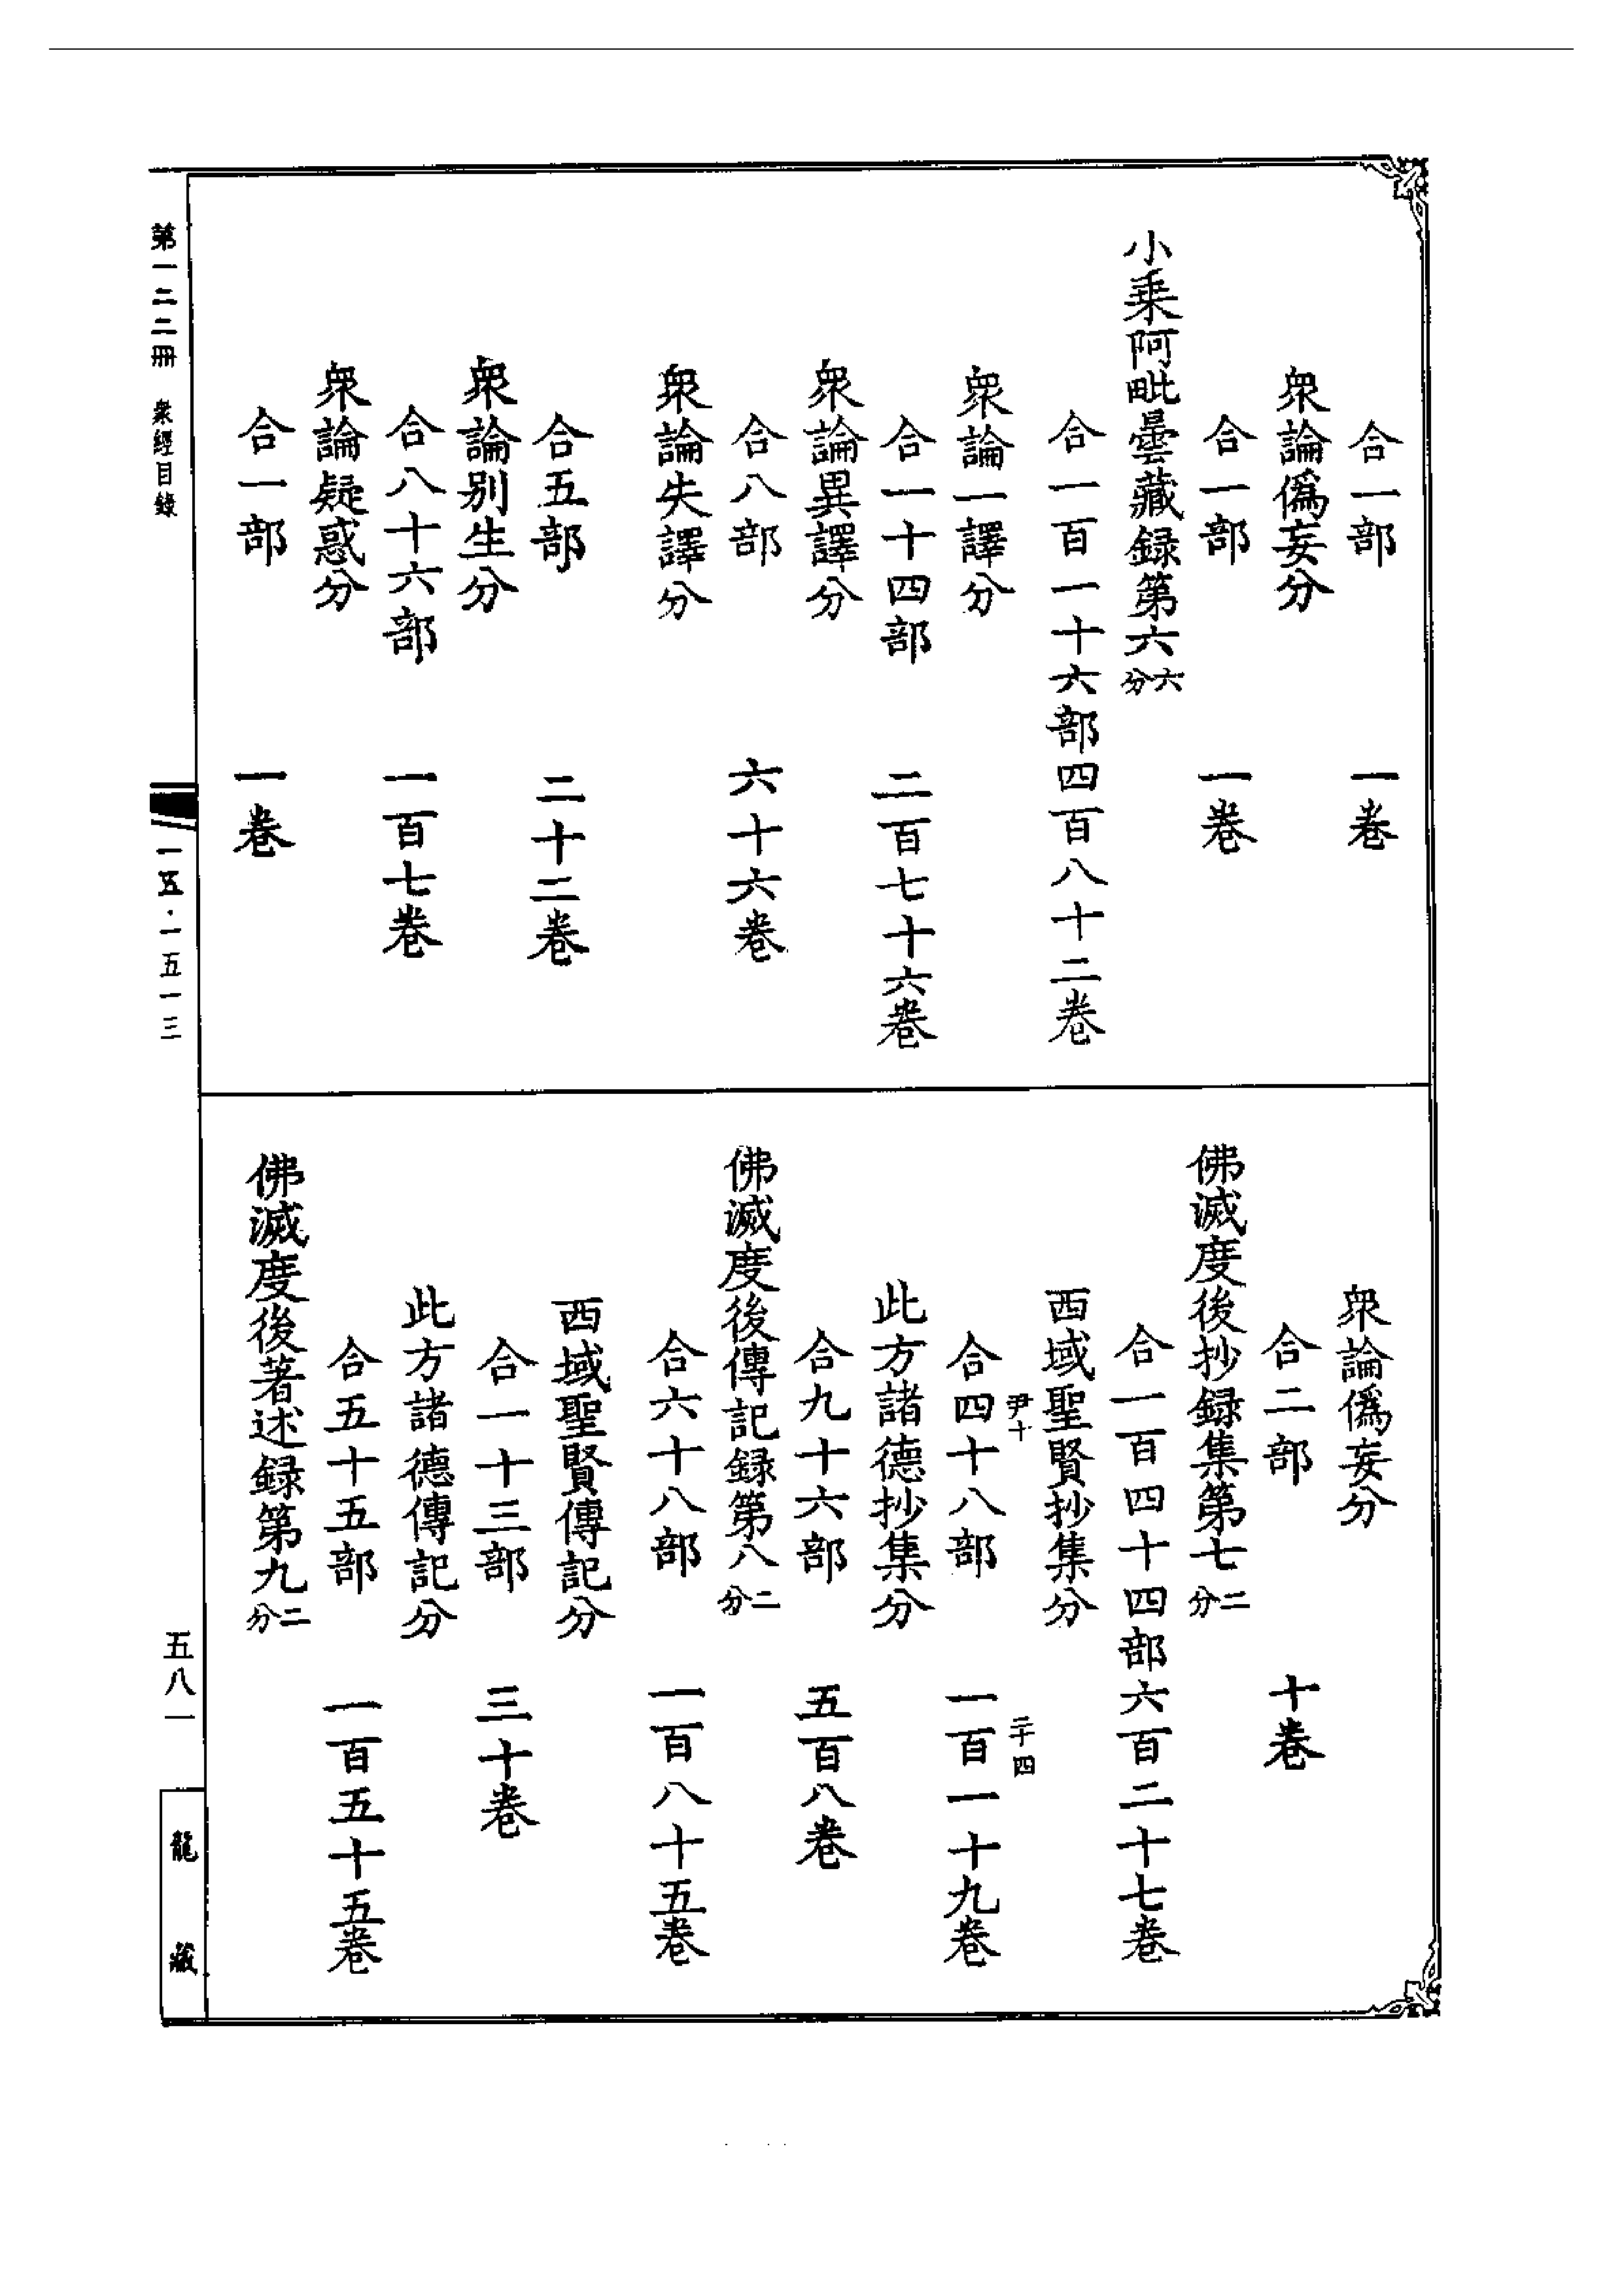 合一部　一卷
衆論偽妄分
合一部　一卷
小乘阿毗曇藏録第六六分
合一百一十六部四百八十二卷
衆論一譯分
合一十四部　二百七十六卷
衆論異譯分
合八部　六十六卷
衆論失譯分
合五部　二十二卷
衆論別生分
合八十六部　一百七卷
衆論疑惑分
合一部　一卷
衆論偽妄分
合二部　十卷
佛滅度後抄録集第七二分
合一百四十四部六百二十七卷
西域聖賢抄集分
尹十　二十四
合四十八部　一百一十九卷
此方諸德抄集分
合九十六部　五百八卷
佛滅度後傳記録第八二分
合六十八部　一百八十五卷
西域聖賢傳記分
合一十三部　三十卷
此方諸德傳記分
合五十五部　一百五十五卷
佛滅度後著述録第九二分
第一二二冊　衆經目錄
一五·一五一三
五八一
龍藏